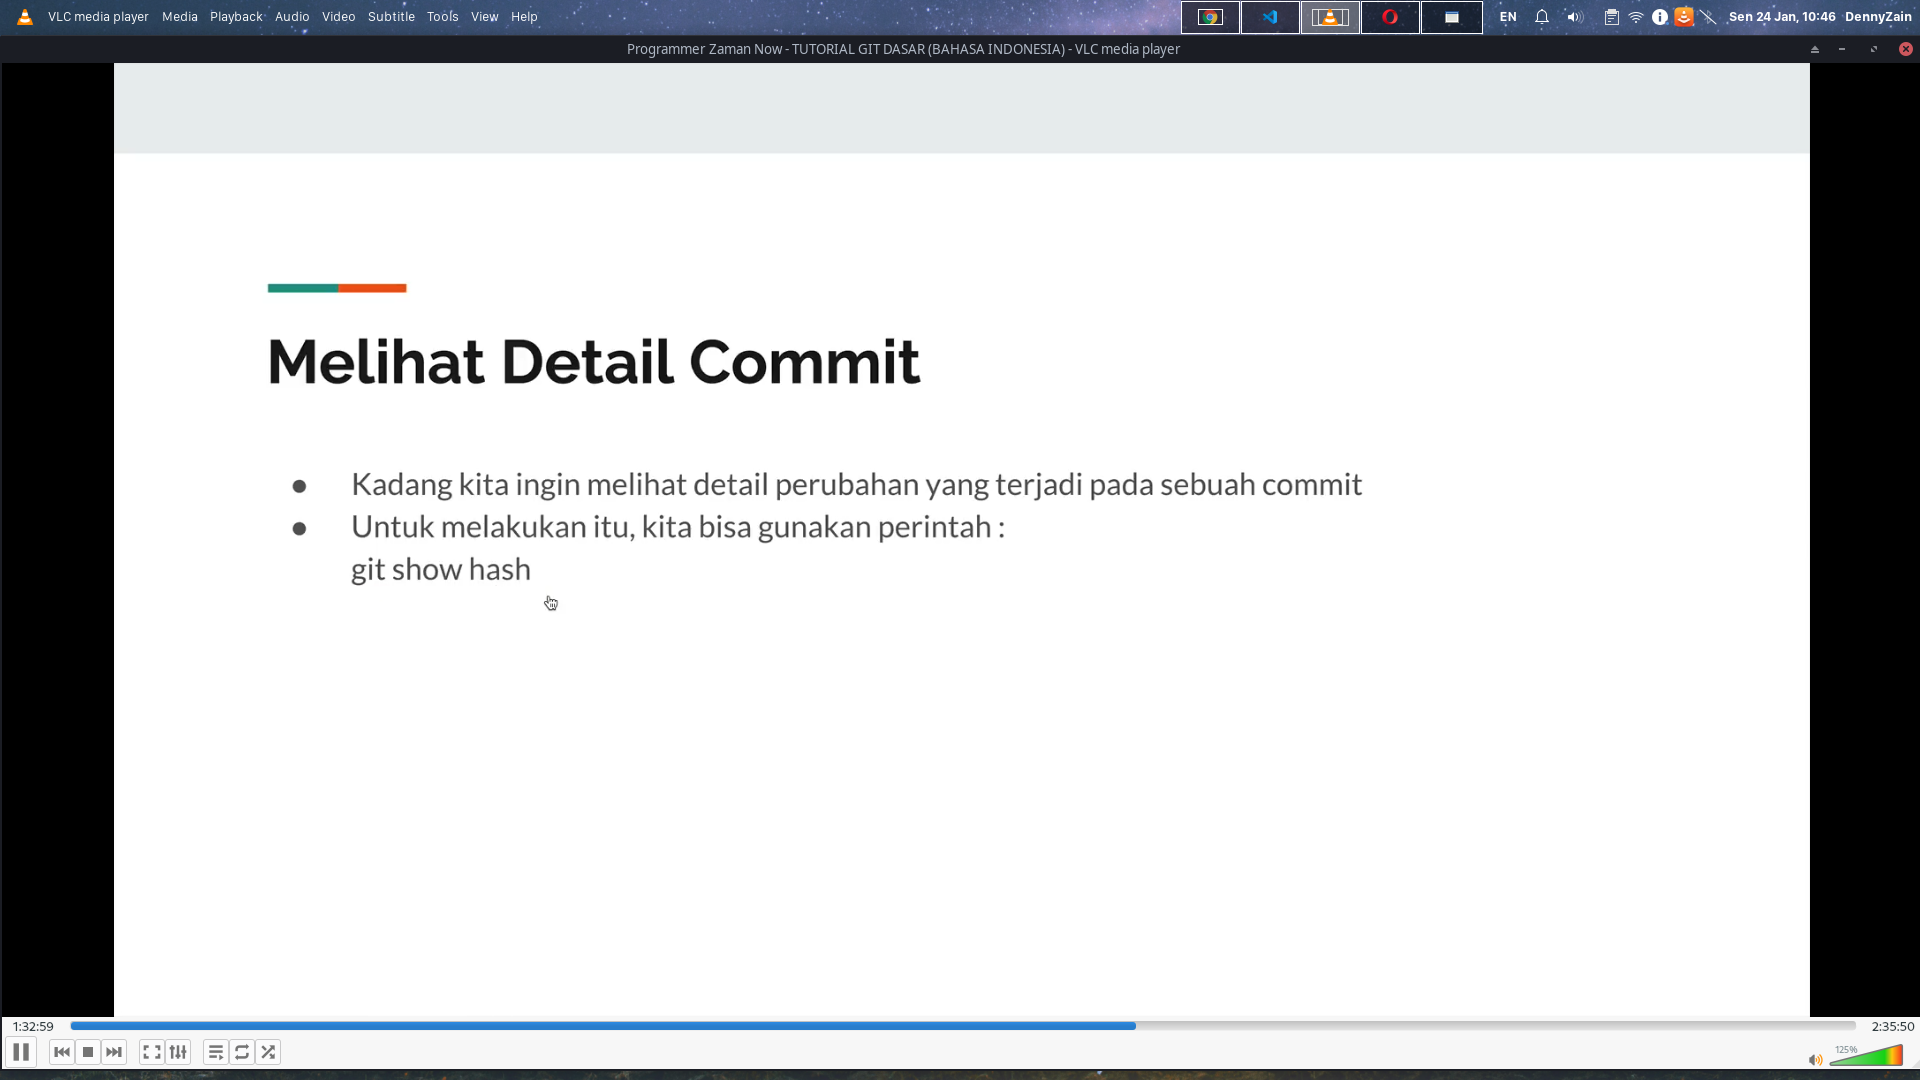 VLC media player Media Playback Audio Video Subtitle Tools View Help EN Sen 24 Jan, 10:46 DennyZain
Programmer Zaman Now - TUTORIAL GIT DASAR (BAHASA INDONESIA) - VLC media player
Melihat Detail Commit
● Kadang kita ingin melihat detail perubahan yang terjadi pada sebuah commit
● Untuk melakukan itu, kita bisa gunakan perintah :
git show hash
1:32:59 2:35:50
125%